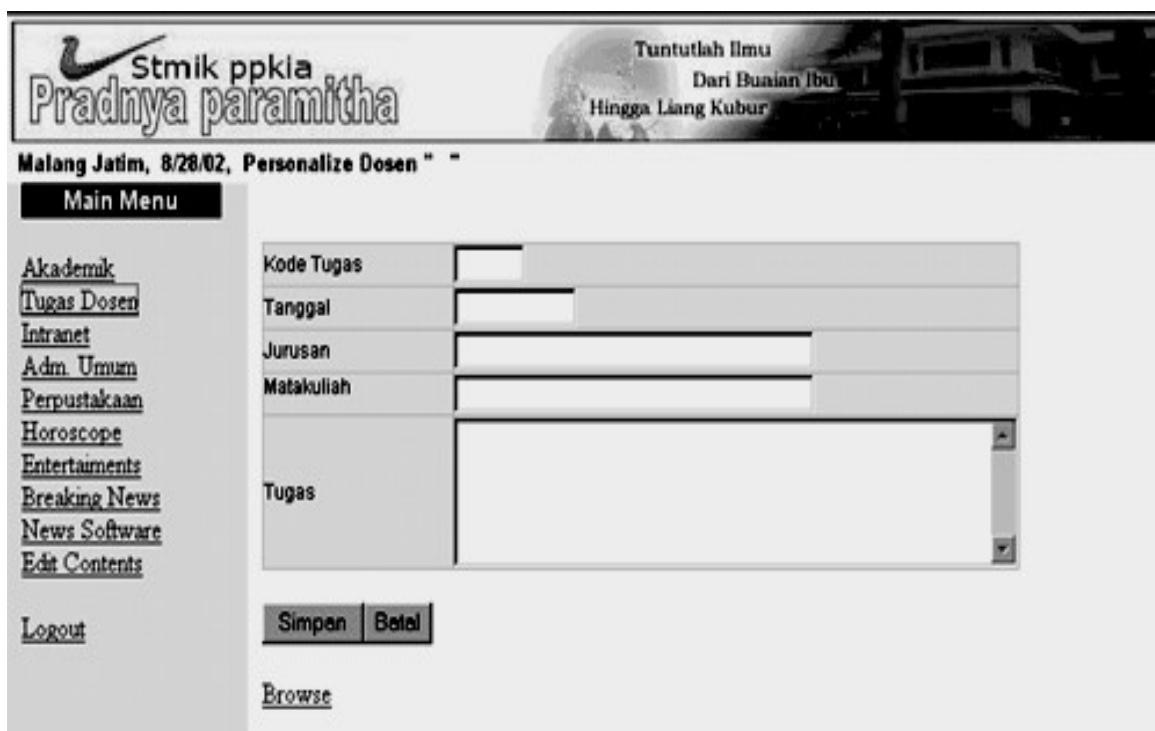 Stmik ppkia
Pradnya paramitha
Tuntutlah Ilmu
Dari Buaian Ibu
Hingga Liang Kubur
Malang Jatim, 8/28/02, Personalize Dosen " "
Main Menu
Akademik
Tugas Dosen
Intranet
Adm. Umum
Perpustakaan
Horoscope
Entertaiments
Breaking News
News Software
Edit Contents
Logout
Kode Tugas
Tanggal
Jurusan
Matakuliah
Tugas
Simpan Batal
Browse